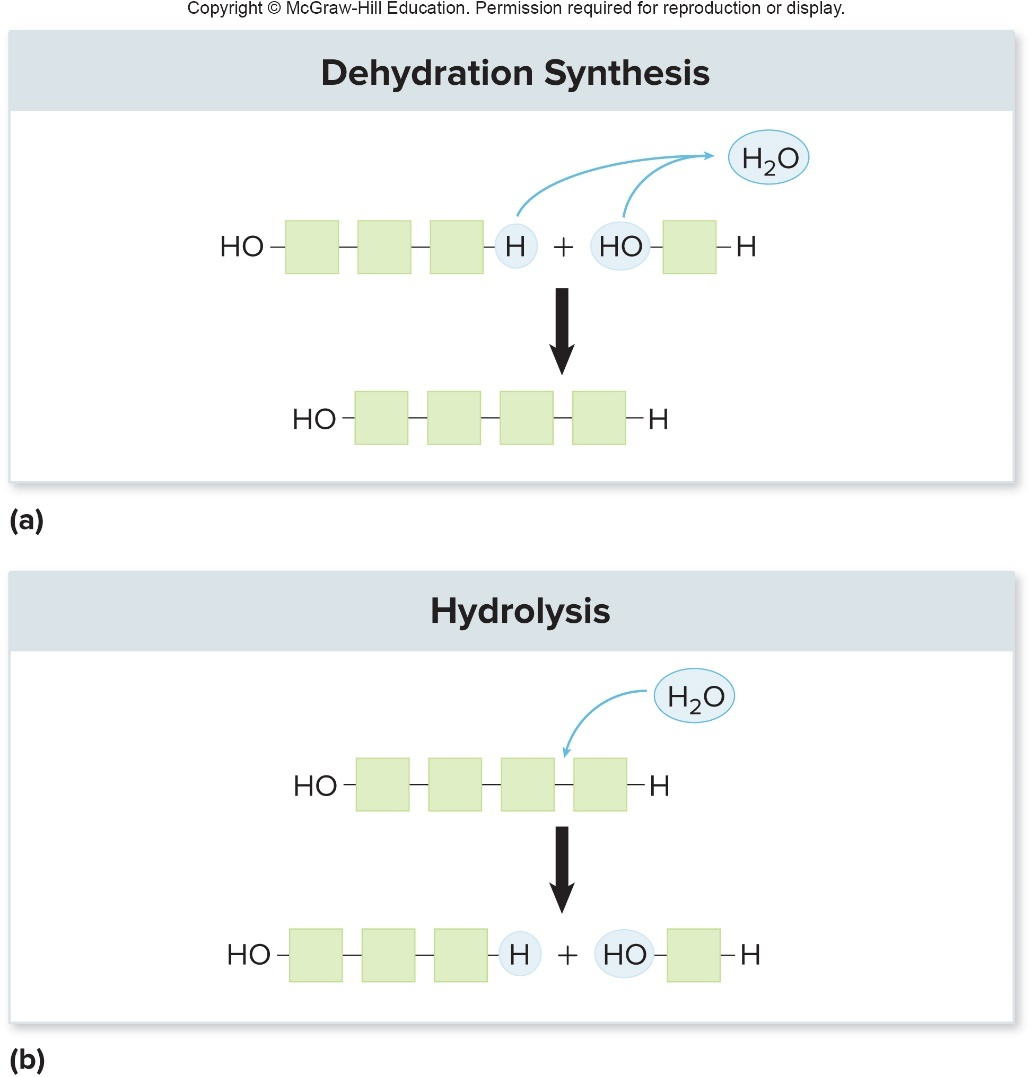 Copyright © McGraw-Hill Education. Permission required for reproduction or display.
Dehydration Synthesis
H₂O
HO H + HO H
HO H
(a)
Hydrolysis
H₂O
HO H
HO H + HO H
(b)